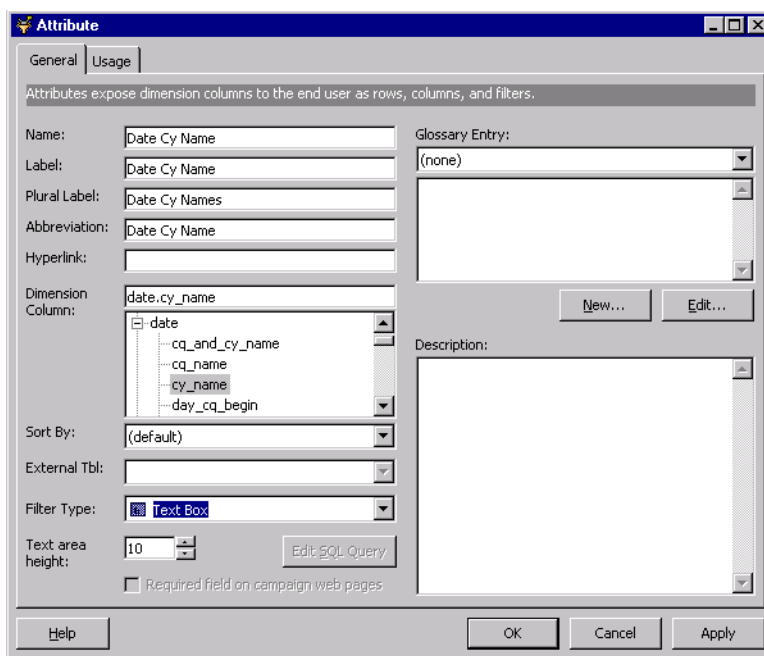 Attribute
General
Usage
Attributes expose dimension columns to the end user as rows, columns, and filters.
Name:
Date Cy Name
Label:
Date Cy Name
Plural Label:
Date Cy Names
Abbreviation:
Date Cy Name
Hyperlink:
Dimension
Column:
date.cy_name
date
cq_and_cy_name
cq_name
cy_name
day_cq_begin
Sort By:
(default)
External Tbl:
Filter Type:
Text Box
Text area
height:
10
Edit SQL Query
Required field on campaign web pages
Glossary Entry:
(none)
New...
Edit...
Description:
Help
OK
Cancel
Apply